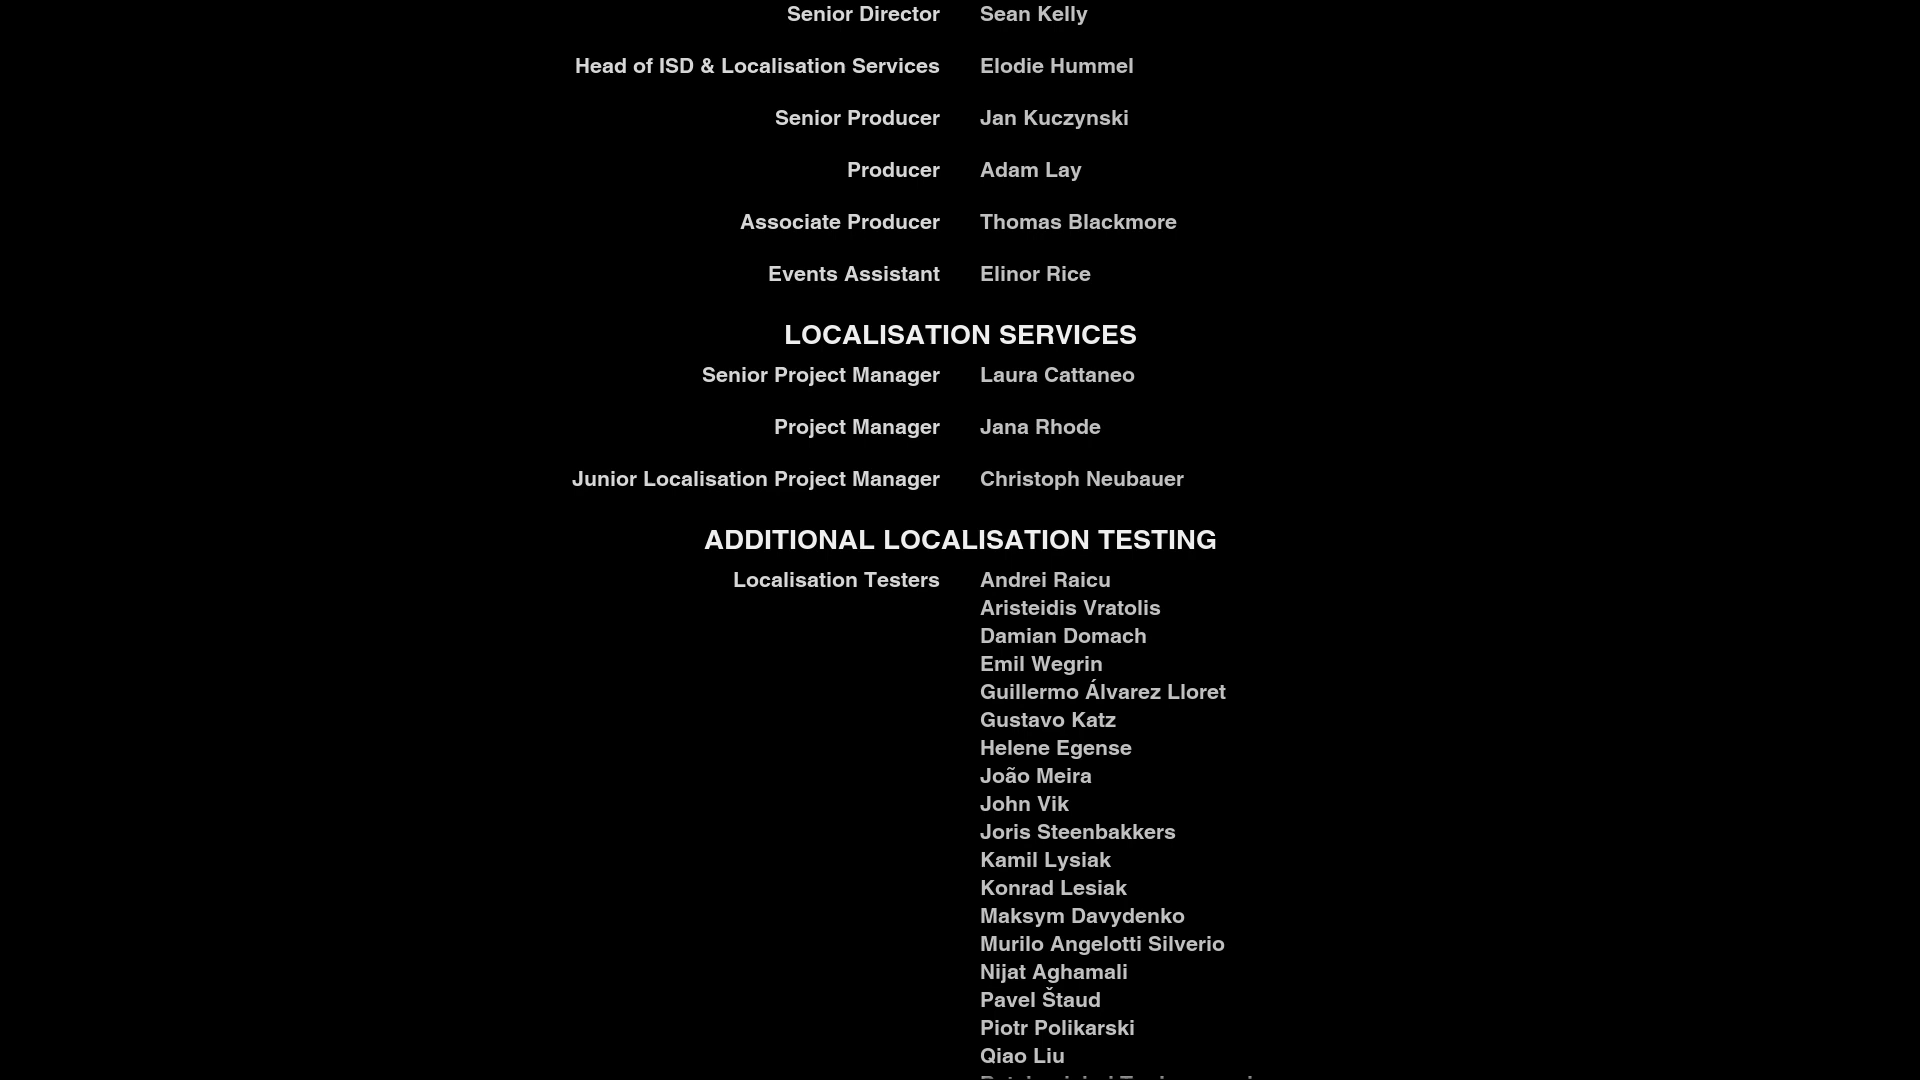 Senior Director Sean Kelly
Head of ISD & Localisation Services Elodie Hummel
Senior Producer Jan Kuczynski
Producer Adam Lay
Associate Producer Thomas Blackmore
Events Assistant Elinor Rice
LOCALISATION SERVICES
Senior Project Manager Laura Cattaneo
Project Manager Jana Rhode
Junior Localisation Project Manager Christoph Neubauer
ADDITIONAL LOCALISATION TESTING
Localisation Testers Andrei Raicu
Aristeidis Vratolis
Damian Domach
Emil Wegrin
Guillermo Álvarez Lloret
Gustavo Katz
Helene Egense
João Meira
John Vik
Joris Steenbakkers
Kamil Lysiak
Konrad Lesiak
Maksym Davydenko
Murilo Angelotti Silverio
Nijat Aghamali
Pavel Štaud
Piotr Polikarski
Qiao Liu